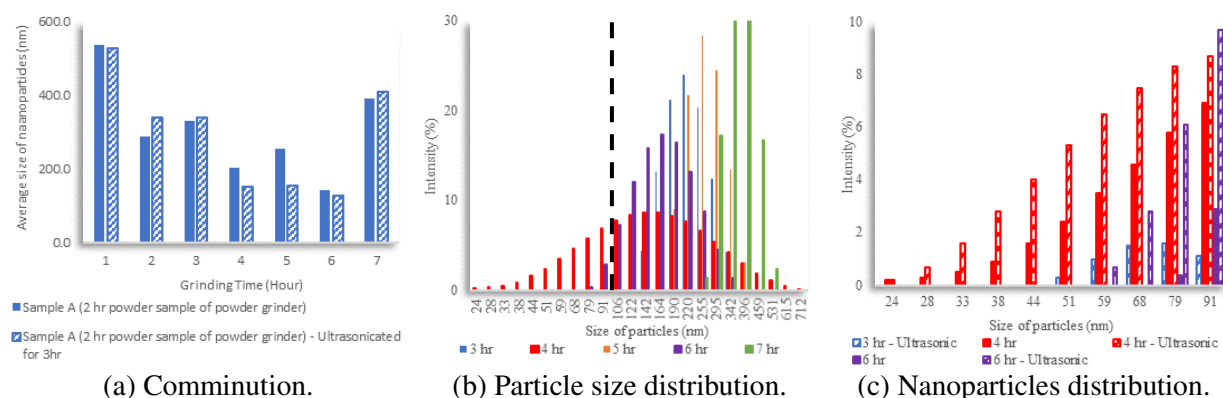 600.0
400.0
200.0
0.0
Average size of naanoparticles (nm)
1 2 3 4 5 6 7
Grinding Time (Hour)
Sample A (2 hr powder sample of powder grinder)
Sample A (2 hr powder sample of powder grinder) - Ultrasonicated
for 3hr
(a) Comminution.
30
20
10
0
Intensity (%)
24 28 33 38 44 51 59 68 79 91 106 122 142 164 190 220 255 295 342 396 459 531 615 712
Size of particles (nm)
3 hr 4 hr 5 hr 6 hr 7 hr
(b) Particle size distribution.
10
8
6
4
2
0
Intensity (%)
24 28 33 38 44 51 59 68 79 91
Size of particles (nm)
3 hr - Ultrasonic 4 hr 4 hr - Ultrasonic
6 hr 6 hr - Ultrasonic
(c) Nanoparticles distribution.